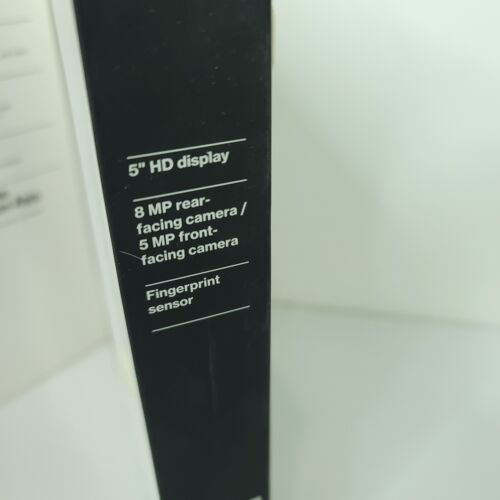 5" HD display
8 MP rear-
facing camera /
5 MP front-
facing camera
Fingerprint
sensor